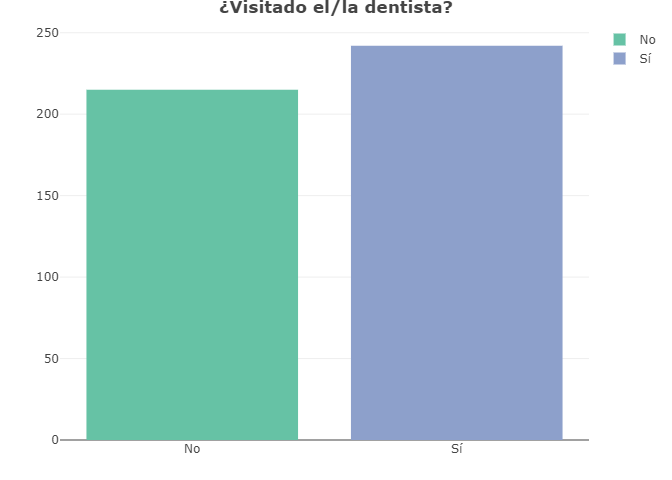 ¿Visitado el/la dentista?
250
200
150
100
50
0
No
Sí
No
Sí